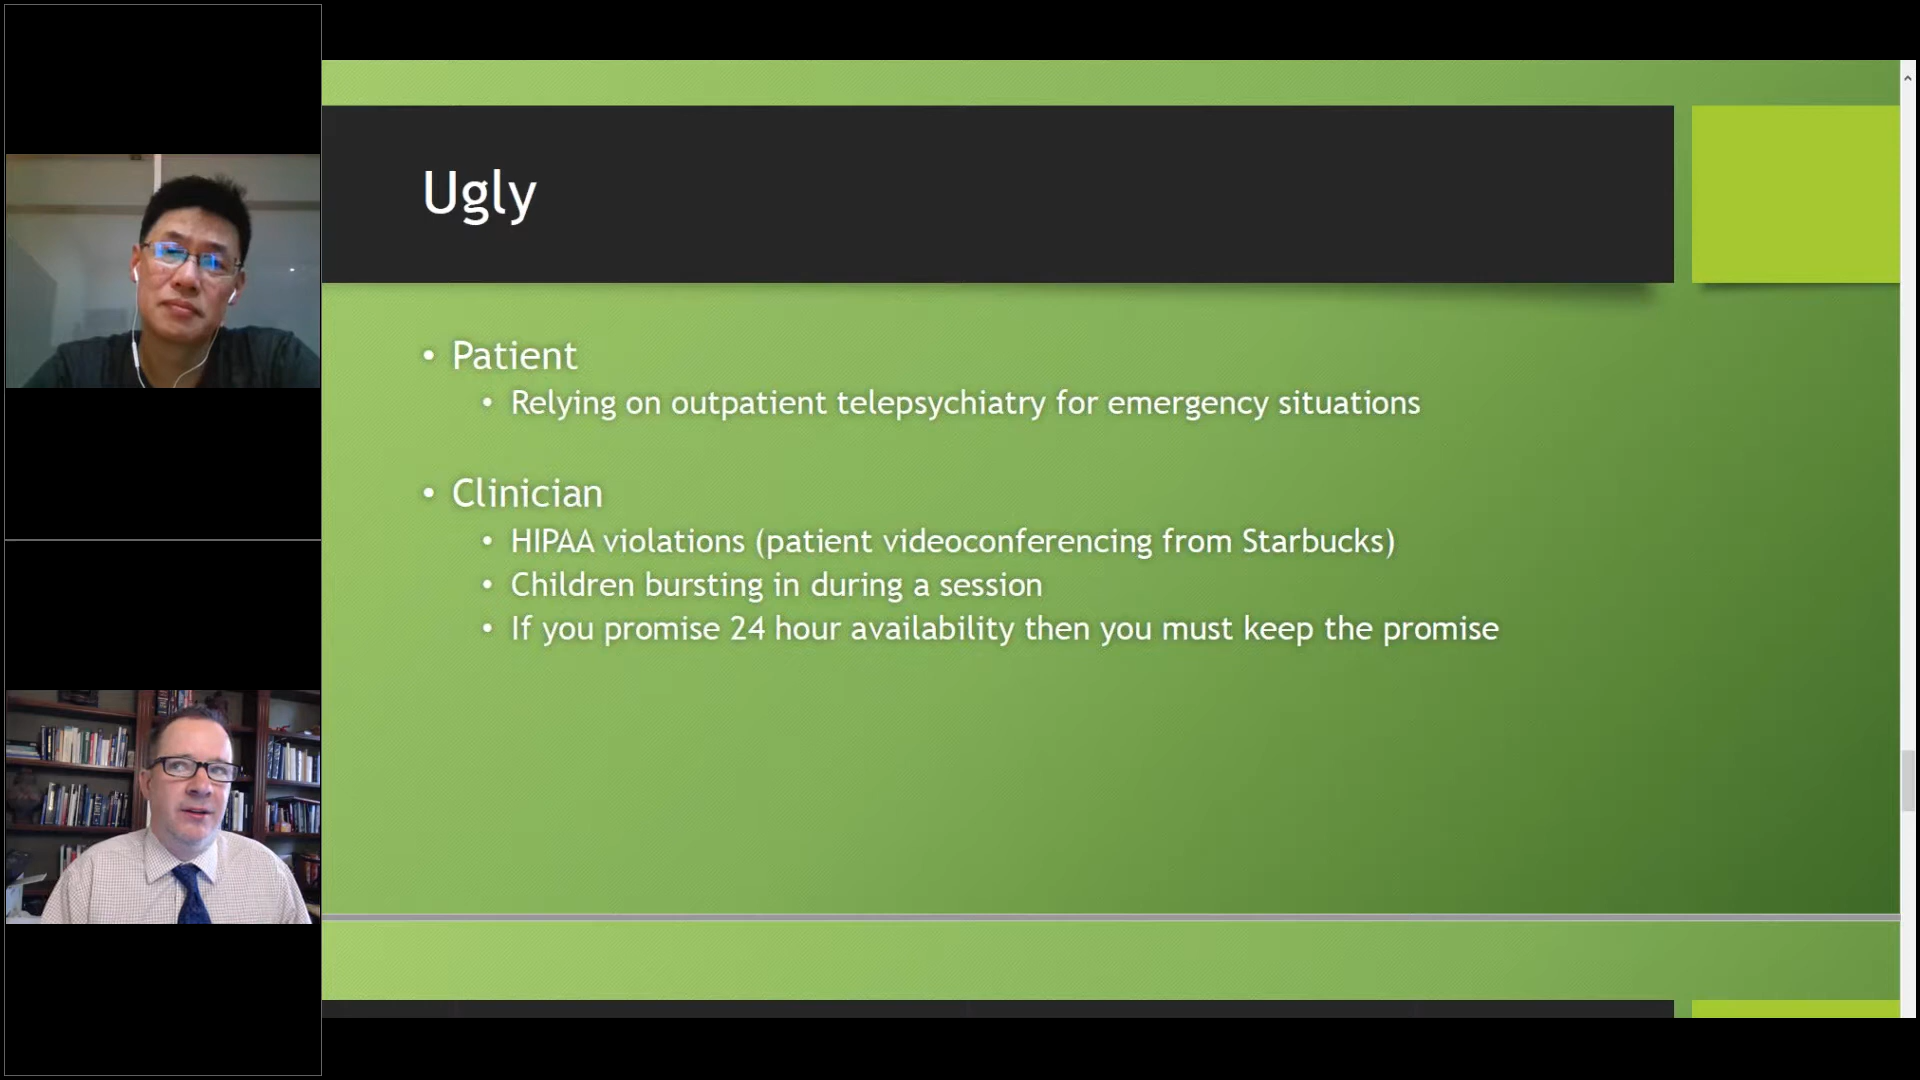 Ugly
• Patient
• Relying on outpatient telepsychiatry for emergency situations
• Clinician
• HIPAA violations (patient videoconferencing from Starbucks)
• Children bursting in during a session
• If you promise 24 hour availability then you must keep the promise